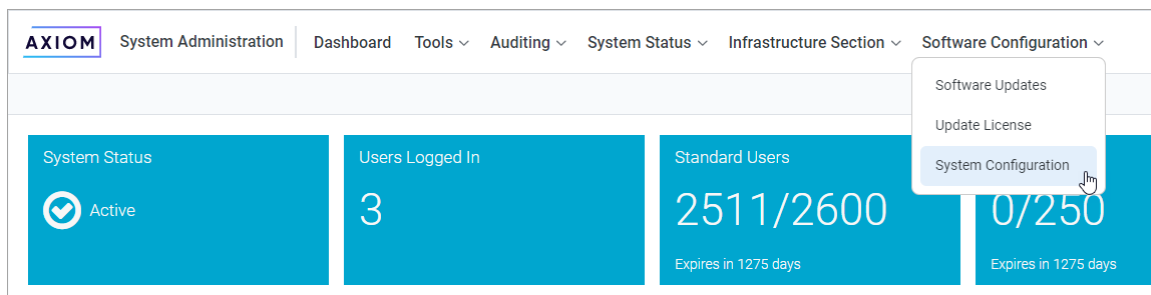 AXIOM System Administration Dashboard Tools Auditing System Status Infrastructure Section Software Configuration
Software Updates
Update License
System Configuration
System Status
Active
Users Logged In
3
Standard Users
2511/2600
Expires in 1275 days
0/250
Expires in 1275 days